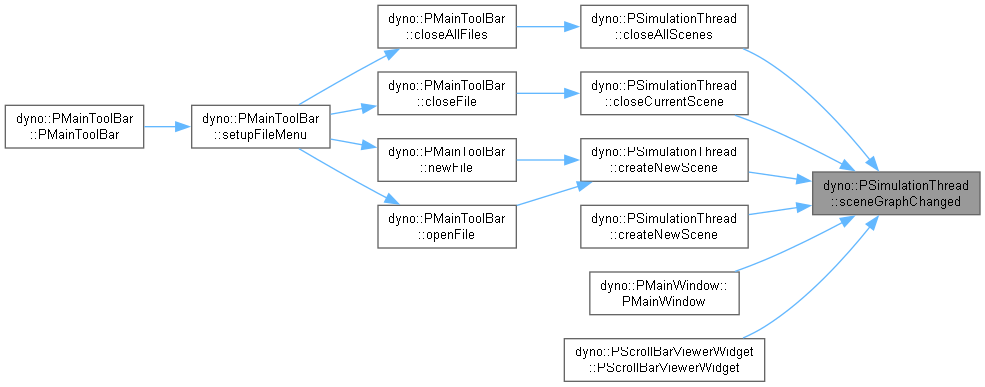 dyno::PMainToolBar
::PMainToolBar
dyno::PMainToolBar
::setupFileMenu
dyno::PMainToolBar
::closeAllFiles
dyno::PMainToolBar
::closeFile
dyno::PMainToolBar
::newFile
dyno::PMainToolBar
::openFile
dyno::PSimulationThread
::closeAllScenes
dyno::PSimulationThread
::closeCurrentScene
dyno::PSimulationThread
::createNewScene
dyno::PSimulationThread
::createNewScene
dyno::PMainWindow::
PMainWindow
dyno::PScrollBarViewerWidget
::PScrollBarViewerWidget
dyno::PSimulationThread
::sceneGraphChanged